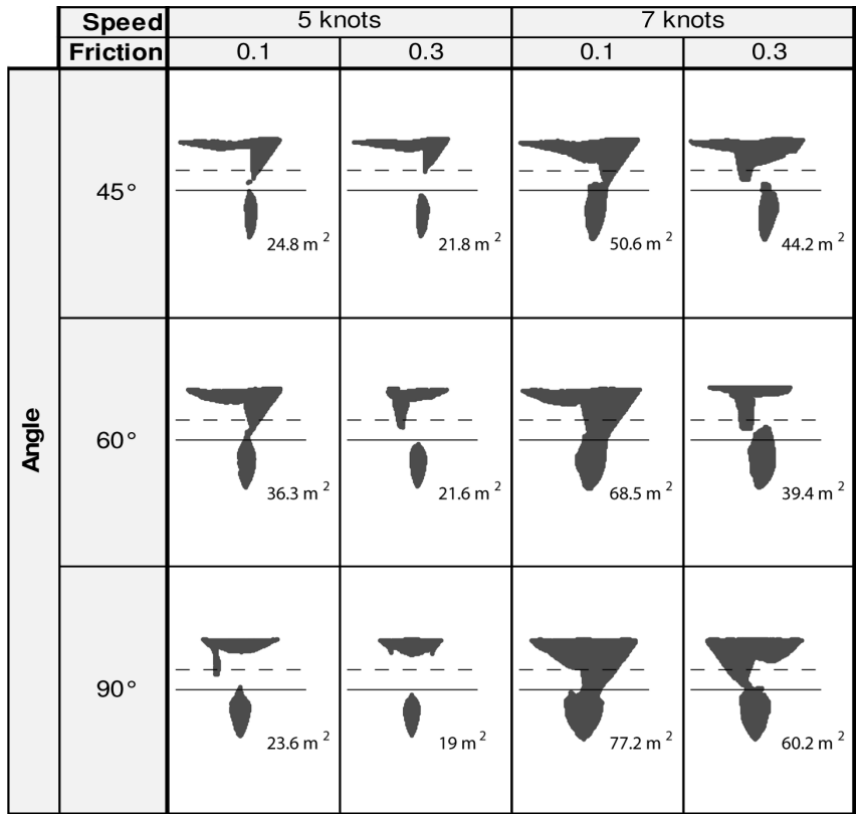 Speed 5 knots 7 knots
Friction 0.1 0.3 0.1 0.3
Angle
45° 24.8 m 2 21.8 m 2 50.6 m 2 44.2 m 2
60° 36.3 m 2 21.6 m 2 68.5 m 2 39.4 m 2
90° 23.6 m 2 19 m 2 77.2 m 2 60.2 m 2